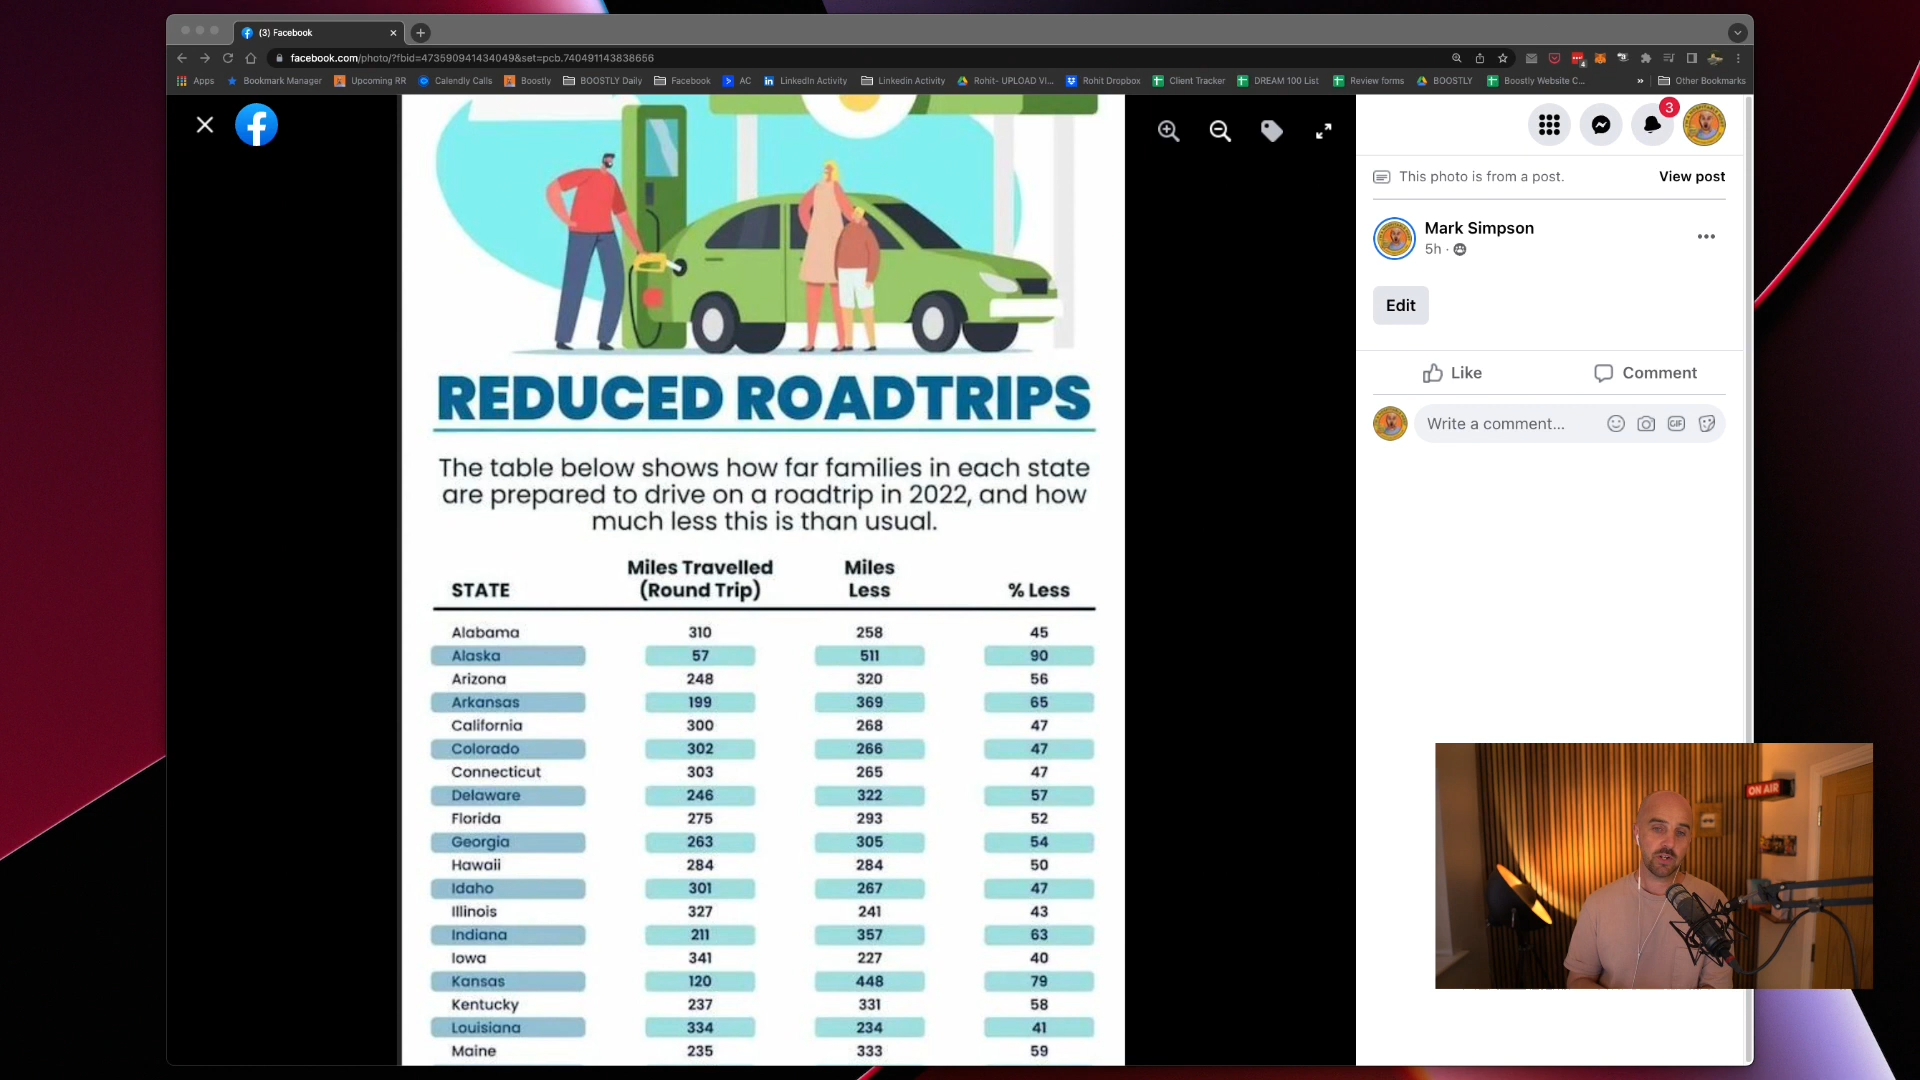 (3) Facebook
facebook.com/photo/?fbid=473590941434049&set=pcb.740491143838656
Apps
Bookmark Manager
Upcoming RR
Calendly Calls
Boostly
BOOSTLY Daily
Facebook
AC
LinkedIn Activity
Linkedin Activity
Rohit- UPLOAD VI...
Rohit Dropbox
Client Tracker
DREAM 100 List
Review forms
BOOSTLY
Boostly Website C...
»
Other Bookmarks
3
This photo is from a post.
View post
Mark Simpson
5h ·
Edit
Like
Comment
Write a comment...
GIF
REDUCED ROADTRIPS
The table below shows how far families in each state
are prepared to drive on a roadtrip in 2022, and how
much less this is than usual.
STATE Miles Travelled (Round Trip) Miles Less % Less
Alabama 310 258 45
Alaska 57 511 90
Arizona 248 320 56
Arkansas 199 369 65
California 300 268 47
Colorado 302 266 47
Connecticut 303 265 47
Delaware 246 322 57
Florida 275 293 52
Georgia 263 305 54
Hawaii 284 284 50
Idaho 301 267 47
Illinois 327 241 43
Indiana 211 357 63
Iowa 341 227 40
Kansas 120 448 79
Kentucky 237 331 58
Louisiana 334 234 41
Maine 235 333 59
ON AIR